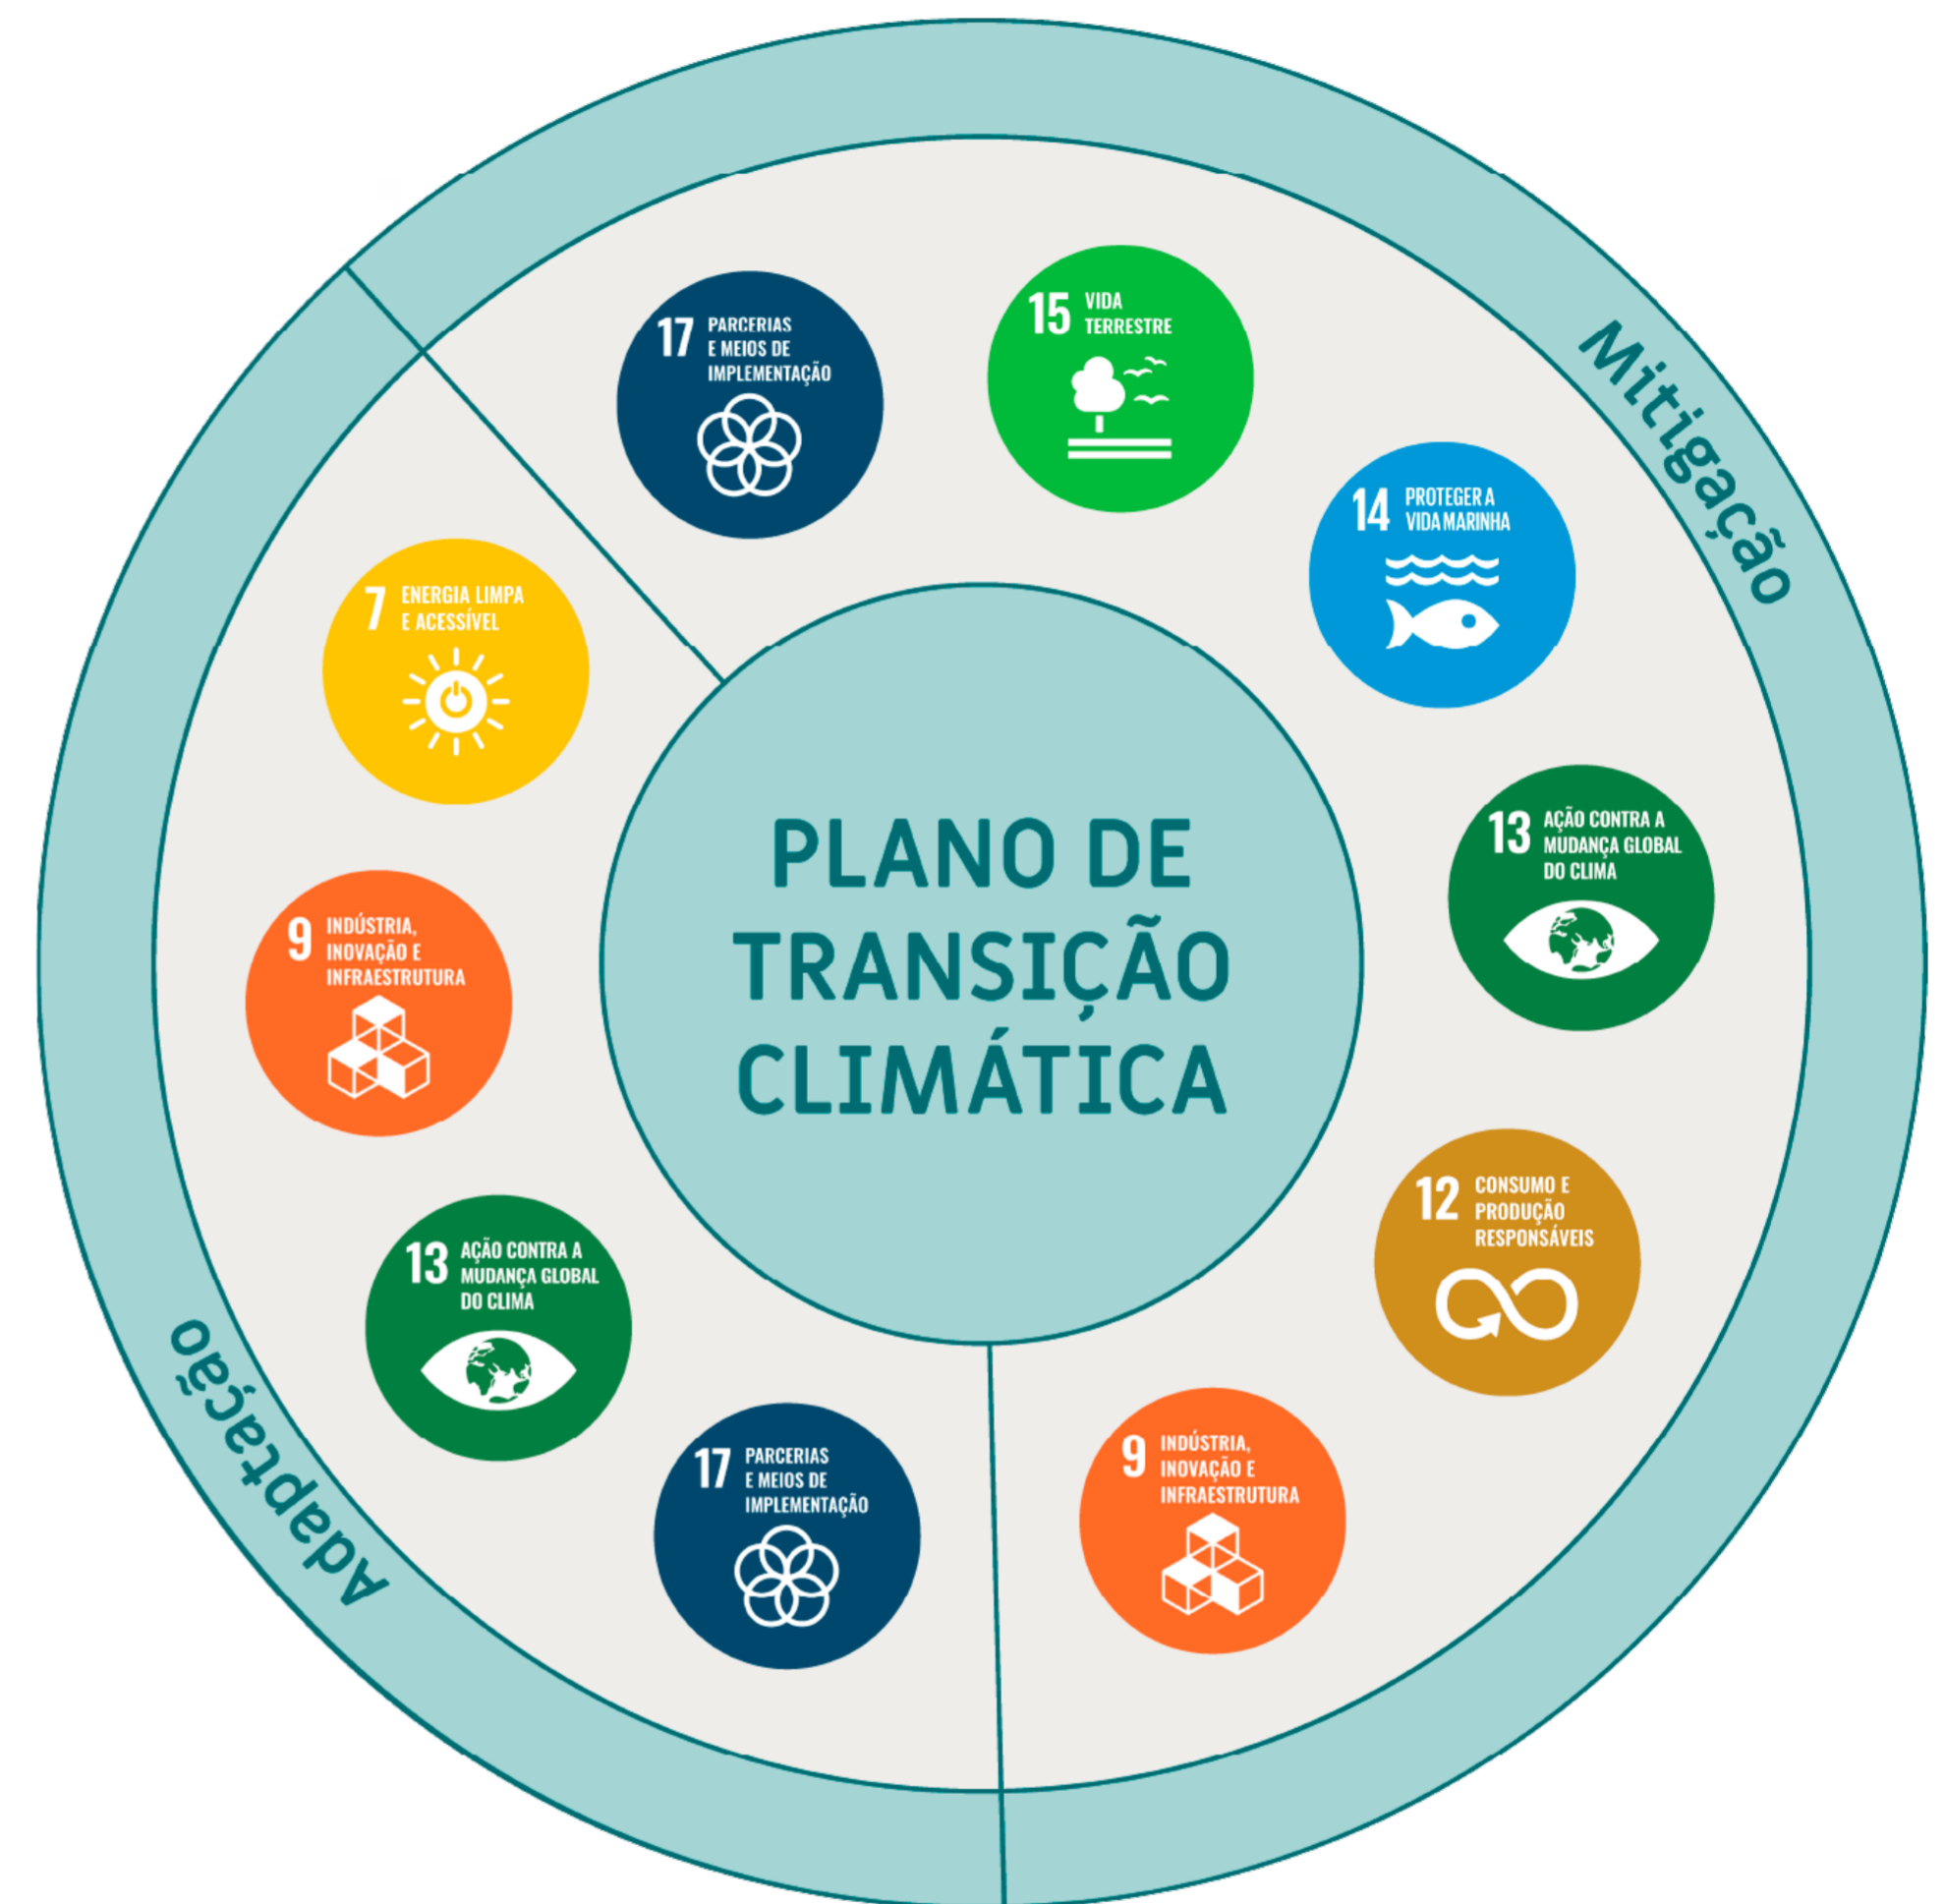 PLANO DE
TRANSIÇÃO
CLIMÁTICA
Mitigação
17 PARCERIAS
E MEIOS DE
IMPLEMENTAÇÃO
15 VIDA
TERRESTRE
14 PROTEGER A
VIDA MARINHA
13 AÇÃO CONTRA A
MUDANÇA GLOBAL
DO CLIMA
12 CONSUMO E
PRODUÇÃO
RESPONSÁVEIS
9 INDÚSTRIA,
INOVAÇÃO E
INFRAESTRUTURA
Adaptação
17 PARCERIAS
E MEIOS DE
IMPLEMENTAÇÃO
13 AÇÃO CONTRA A
MUDANÇA GLOBAL
DO CLIMA
9 INDÚSTRIA,
INOVAÇÃO E
INFRAESTRUTURA
7 ENERGIA LIMPA
E ACESSÍVEL